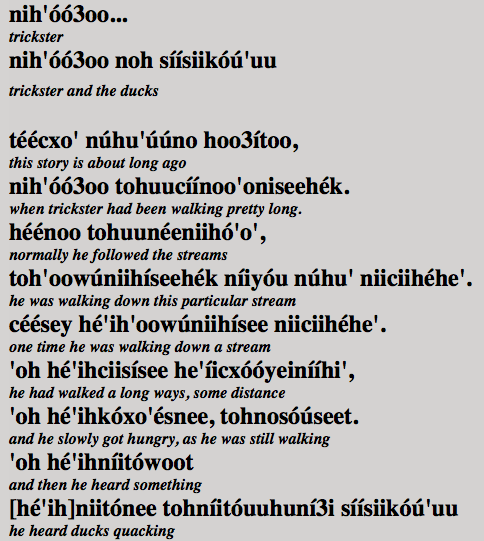 nih'óó3oo...
trickster
nih'óó3oo noh síísiikóú'uu
trickster and the ducks
téécxo' núhu'úúno hoo3ítoo,
this story is about long ago
nih'óó3oo tohuucíínoo'oniseehék.
when trickster had been walking pretty long.
héénoo tohuunéeniihó'o',
normally he followed the streams
toh'oowúniihíseehék níiyóu núhu' niiciihéhe'.
he was walking down this particular stream
céésey hé'ih'oowúniihísee niiciihéhe'.
one time he was walking down a stream
'oh hé'ihciisísee he'íicxóóyeinííhi',
he had walked a long ways, some distance
'oh hé'ihkóxo'ésnee, tohnosóúseet.
and he slowly got hungry, as he was still walking
'oh hé'ihníitówoot
and then he heard something
[hé'ih]niitónee tohníitóuuhuní3i síísiikóú'uu
he heard ducks quacking